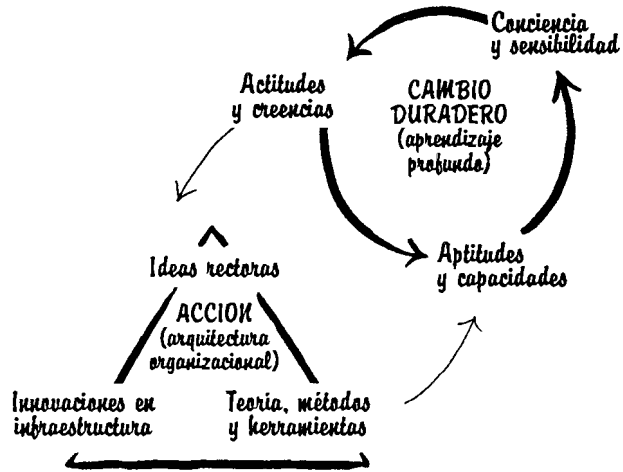 Conciencia
y sensibilidad
Actitudes
y creencias
CAMBIO
DURADERO
(aprendizaje
profundo)
Aptitudes
y capacidades
Ideas rectoras
ACCION
(arquitectura
organizacional)
Innovaciones en
infraestructura
Teoría, métodos
y herramientas